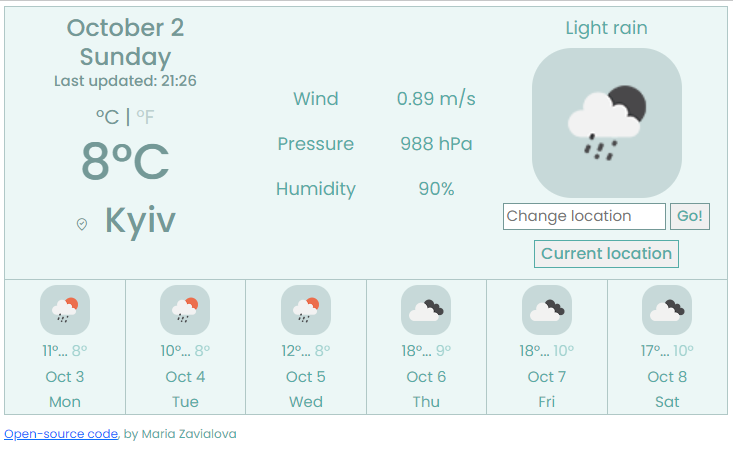 October 2
Sunday
Last updated: 21:26
°C | °F
8°C
Kyiv
Wind 0.89 m/s
Pressure 988 hPa
Humidity 90%
Light rain
Change location Go!
Current location
11°... 8°
Oct 3
Mon
10°... 8°
Oct 4
Tue
12°... 8°
Oct 5
Wed
18°... 9°
Oct 6
Thu
18°... 10°
Oct 7
Fri
17°... 10°
Oct 8
Sat
Open-source code, by Maria Zavialova